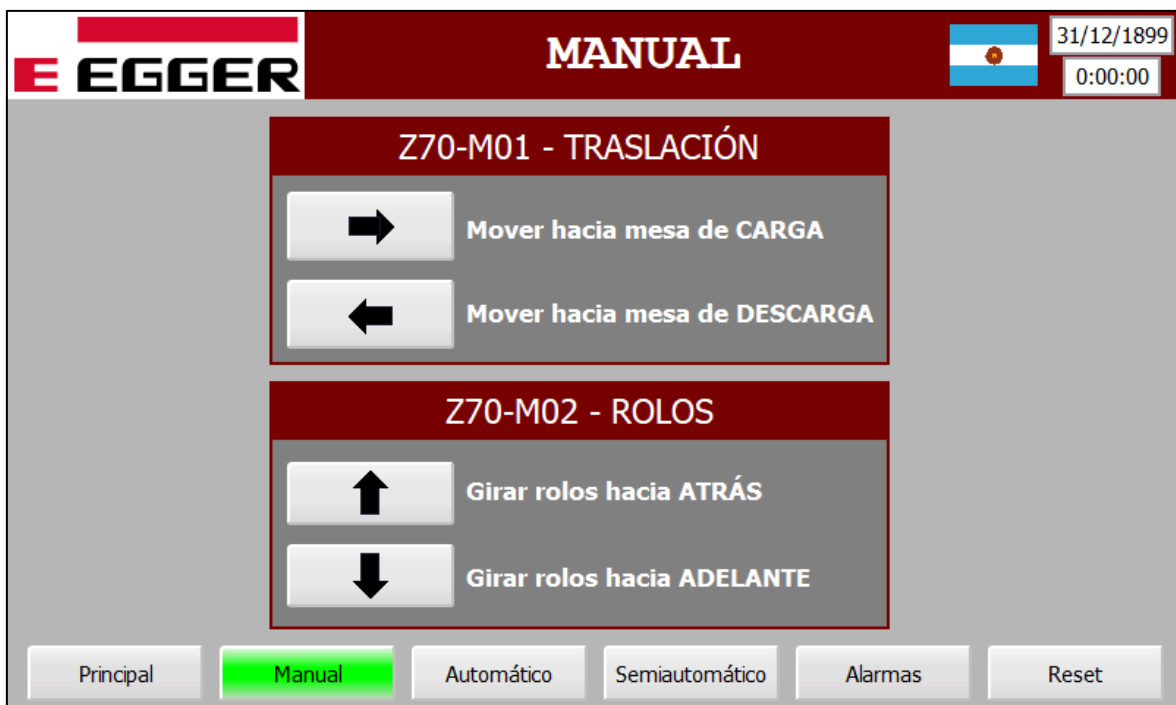 E EGGER
MANUAL
31/12/1899
0:00:00
Z70-M01 - TRASLACIÓN
Mover hacia mesa de CARGA
Mover hacia mesa de DESCARGA
Z70-M02 - ROLOS
Girar rolos hacia ATRÁS
Girar rolos hacia ADELANTE
Principal Manual Automático Semiautomático Alarmas Reset